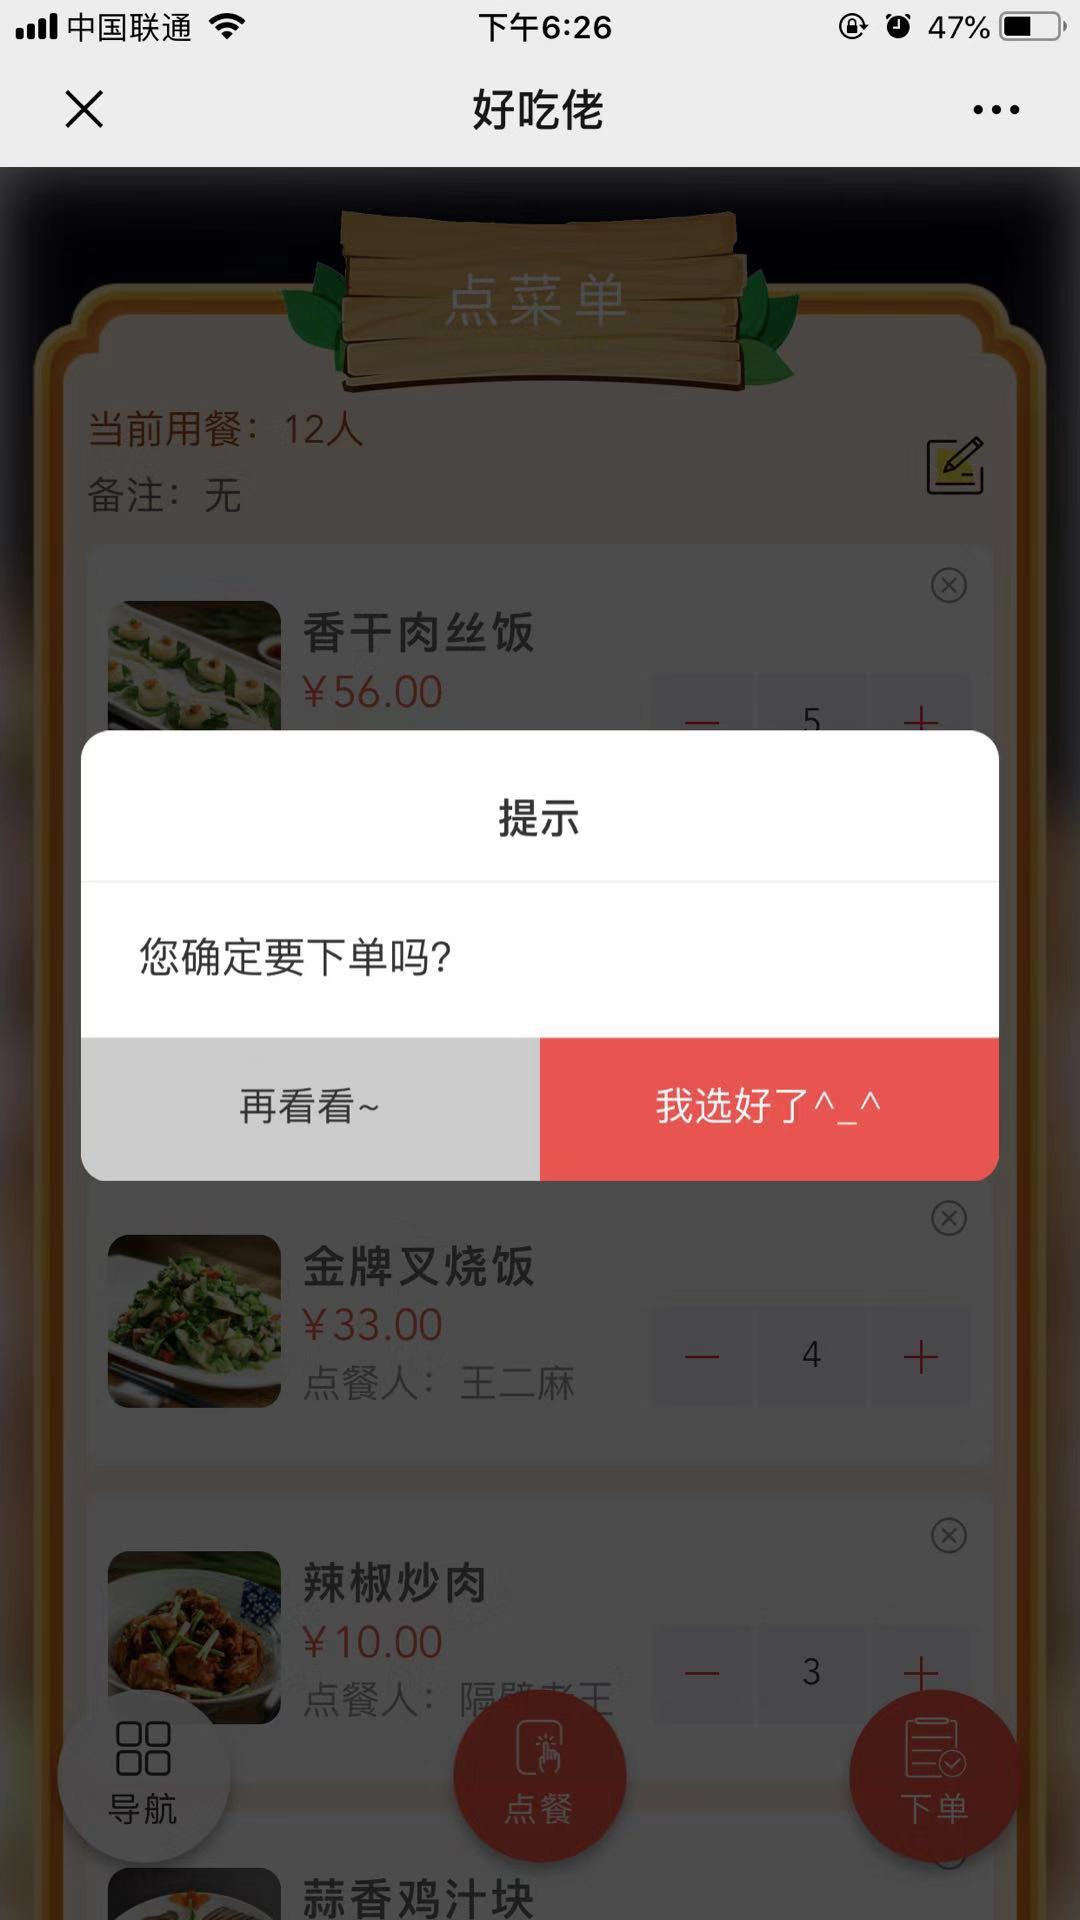 中国联通
下午6:26
47%
好吃佬
点菜单
当前用餐：12人
备注：无
香干肉丝饭
¥56.00
5
提示
您确定要下单吗?
再看看~
我选好了^_^
金牌叉烧饭
¥33.00
点餐人：王二麻
4
辣椒炒肉
¥10.00
点餐人：隔壁老王
3
导航
点餐
下单
蒜香鸡汁块